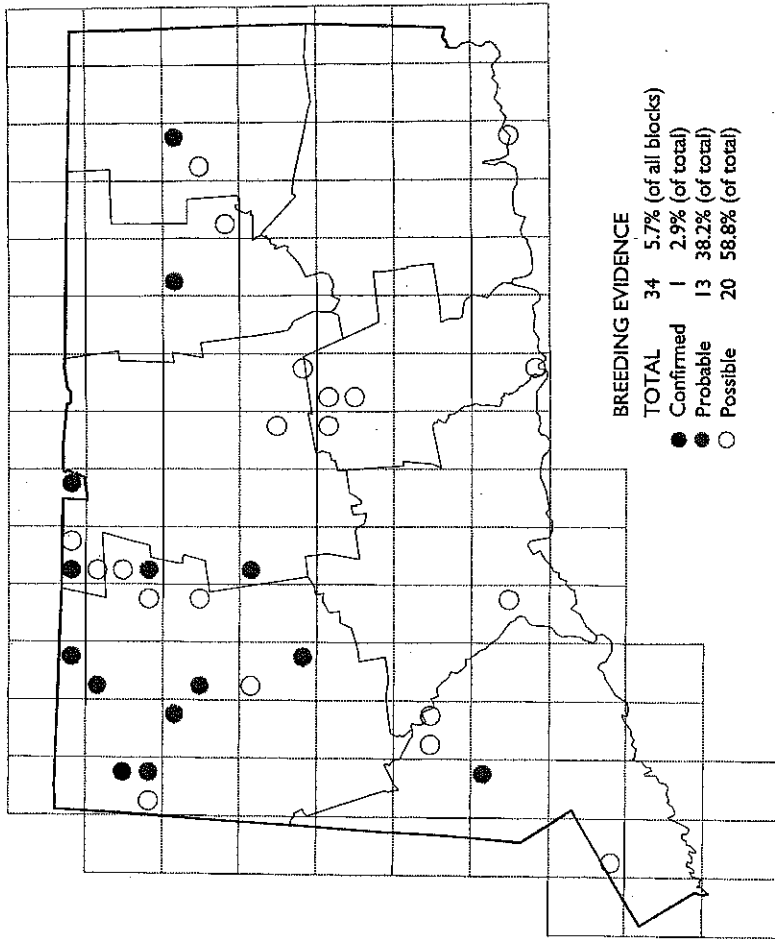 BREEDING EVIDENCE
TOTAL 34 5.7% (of all blocks)
● Confirmed 1 2.9% (of total)
● Probable 13 38.2% (of total)
○ Possible 20 58.8% (of total)